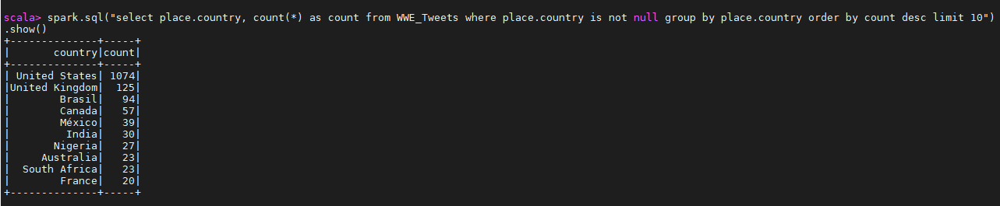 scala> spark.sql("select place.country, count(*) as count from WWE_Tweets where place.country is not null group by place.country order by count desc limit 10")
.show()
+--------------+-----+
|       country|count|
+--------------+-----+
| United States| 1074|
|United Kingdom|  125|
|        Brasil|   94|
|        Canada|   57|
|        México|   39|
|         India|   30|
|       Nigeria|   27|
|     Australia|   23|
|  South Africa|   23|
|        France|   20|
+--------------+-----+